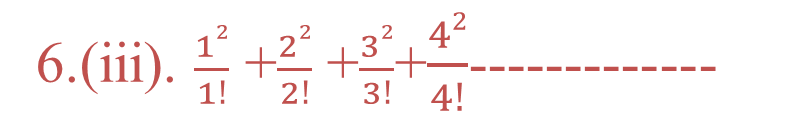 6.(iii). 1²/1! + 2²/2! + 3²/3! + 4²/4! -------------